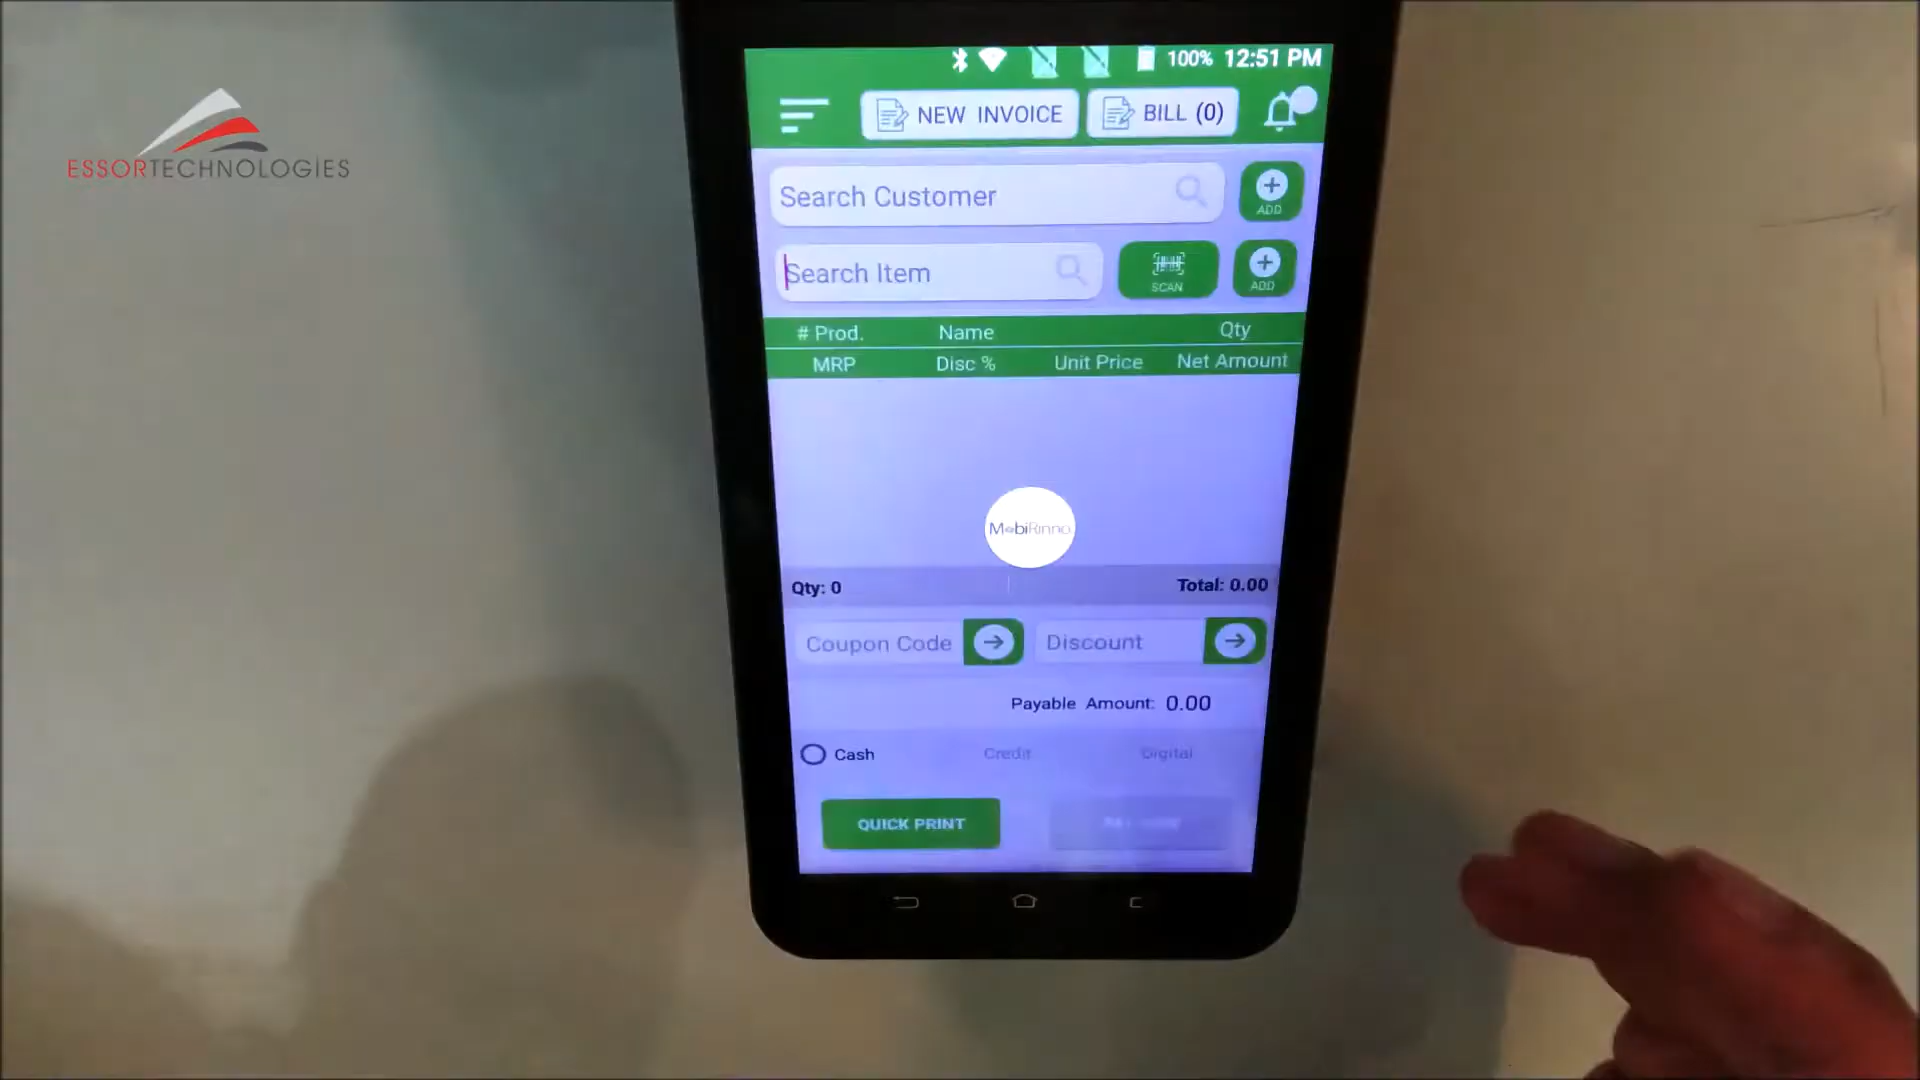 ESSORTECHNOLOGIES
100% 12:51 PM
NEW INVOICE
BILL (0)
Search Customer
ADD
Search Item
SCAN
ADD
# Prod. Name Qty
MRP Disc % Unit Price Net Amount
MobiRinno
Qty: 0 Total: 0.00
Coupon Code
Discount
Payable Amount: 0.00
Cash Credit Digital
QUICK PRINT